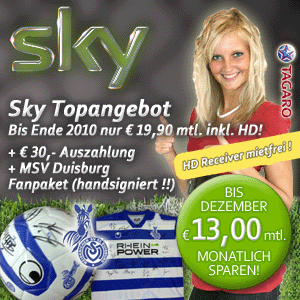 sky
TAGARO
Sky Topangebot
Bis Ende 2010 nur € 19,90 mtl. inkl. HD!
+ € 30,- Auszahlung
+ MSV Duisburg
Fanpaket (handsigniert !!)
HD Receiver mietfrei !
BIS
DEZEMBER
€ 13,00 mtl.
MONATLICH
SPAREN!
RHEIN
POWER